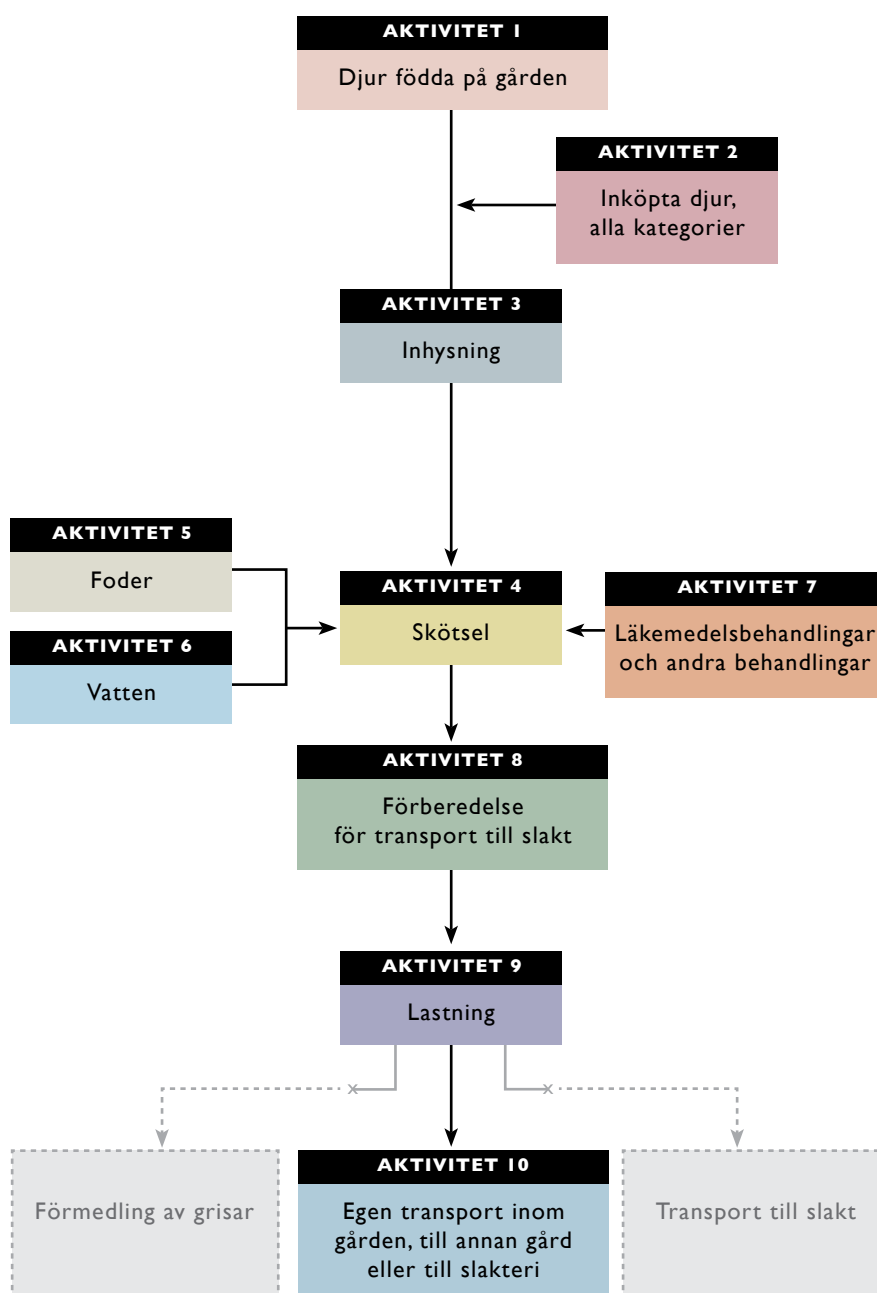 AKTIVITET 1
Djur födda på gården
AKTIVITET 2
Inköpta djur,
alla kategorier
AKTIVITET 3
Inhysning
AKTIVITET 5
Foder
AKTIVITET 6
Vatten
AKTIVITET 4
Skötsel
AKTIVITET 7
Läkemedelsbehandlingar
och andra behandlingar
AKTIVITET 8
Förberedelse
för transport till slakt
AKTIVITET 9
Lastning
Förmedling av grisar
AKTIVITET 10
Egen transport inom
gården, till annan gård
eller till slakteri
Transport till slakt